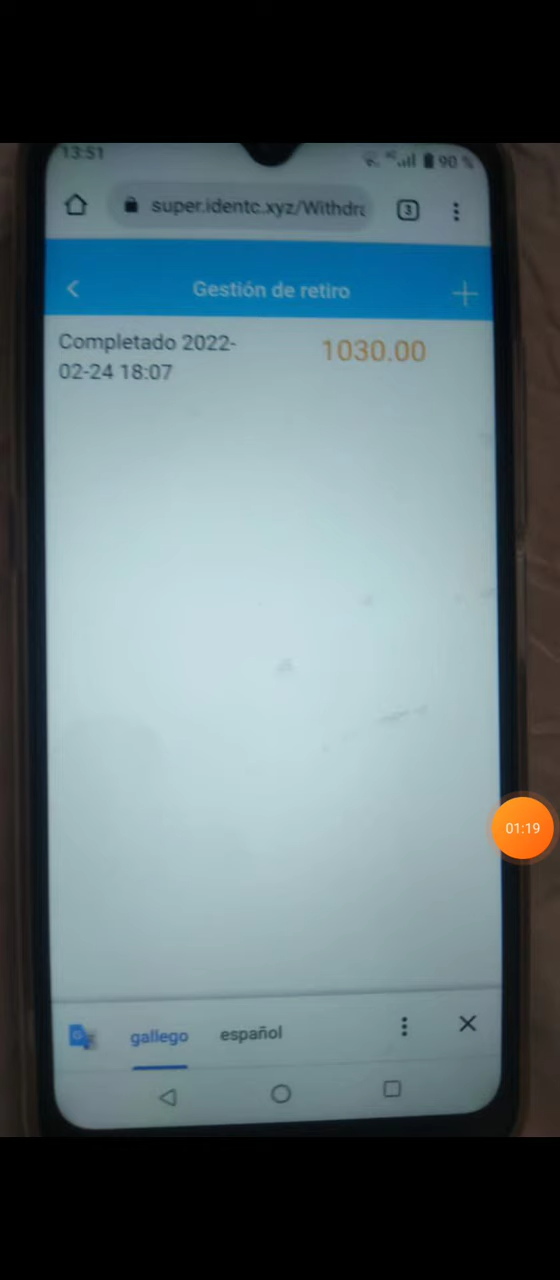 13:51
4G 90 %
super.identc.xyz/Withdra
3
Gestión de retiro
Completado 2022-
02-24 18:07
1030.00
01:19
gallego español